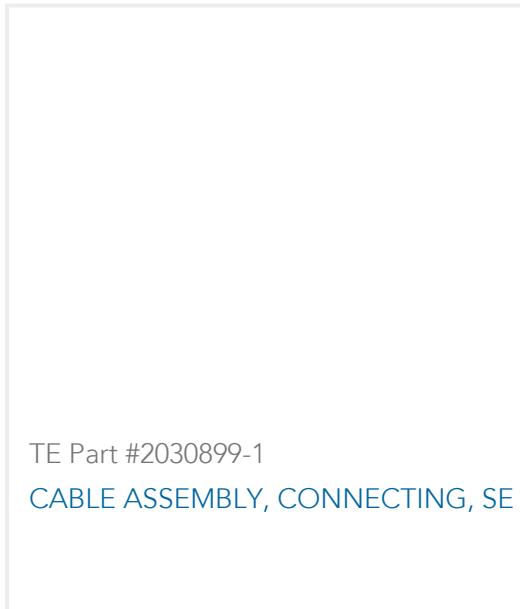 TE Part #2030899-1
CABLE ASSEMBLY, CONNECTING, SE